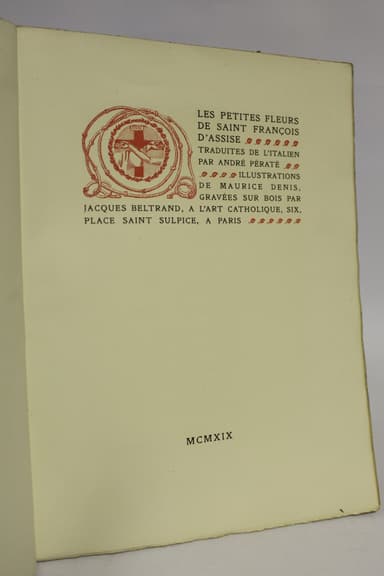 LES PETITES FLEURS
DE SAINT FRANÇOIS
D'ASSISE
TRADUITES DE L'ITALIEN
PAR ANDRÉ PÉRATÉ
ILLUSTRATIONS
DE MAURICE DENIS,
GRAVÉES SUR BOIS PAR
JACQUES BELTRAND, A L'ART CATHOLIQUE, SIX,
PLACE SAINT SULPICE, A PARIS
MCMXIX